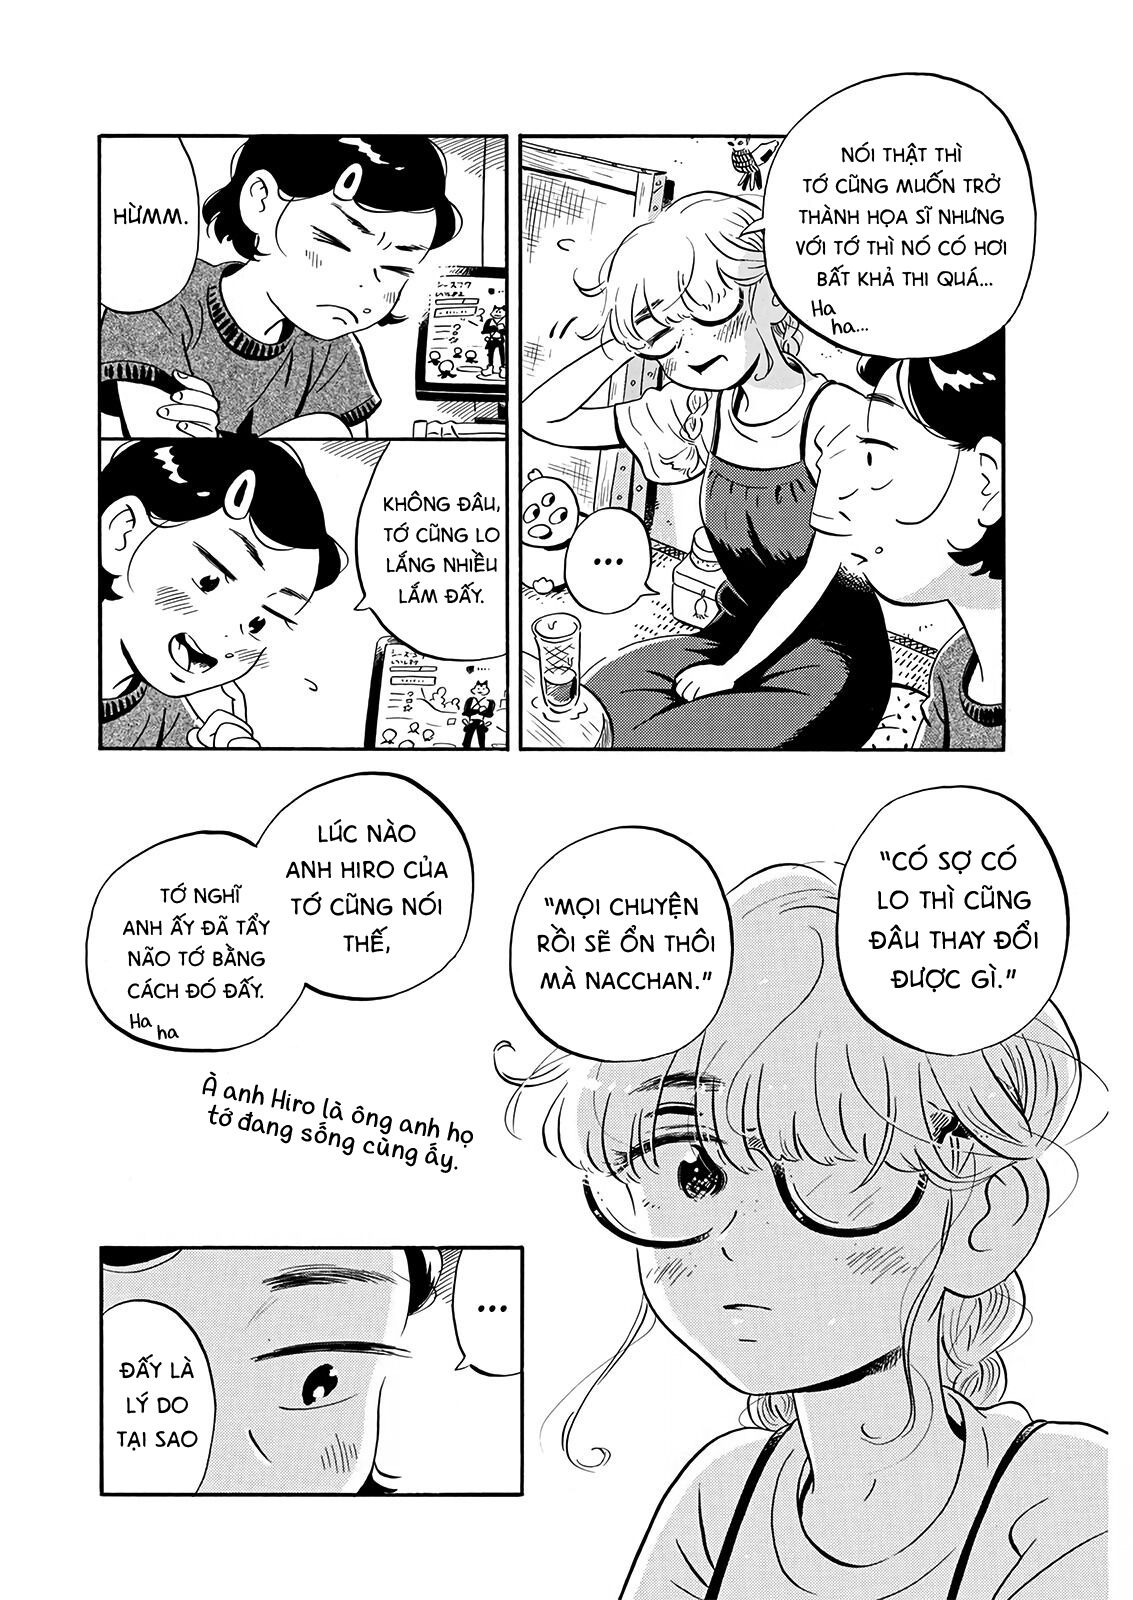 HỪMM.
NÓI THẬT THÌ
TỚ CŨNG MUỐN TRỞ
THÀNH HỌA SĨ NHƯNG
VỚI TỚ THÌ NÓ CÓ HƠI
BẤT KHẢ THI QUÁ...
Ha
ha...
...
KHÔNG ĐÂU,
TỚ CŨNG LO
LẮNG NHIỀU
LẮM ĐẤY.
LÚC NÀO
ANH HIRO CỦA
TỚ CŨNG NÓI
THẾ,
TỚ NGHĨ
ANH ẤY ĐÃ TẨY
NÃO TỚ BẰNG
CÁCH ĐÓ ĐẤY.
Ha
ha
"MỌI CHUYỆN
RỒI SẼ ỔN THÔI
MÀ NACCHAN."
"CÓ SỢ CÓ
LO THÌ CŨNG
ĐÂU THAY ĐỔI
ĐƯỢC GÌ."
À anh Hiro là ông anh họ
tớ đang sống cùng ấy.
...
ĐẤY LÀ
LÝ DO
TẠI SAO